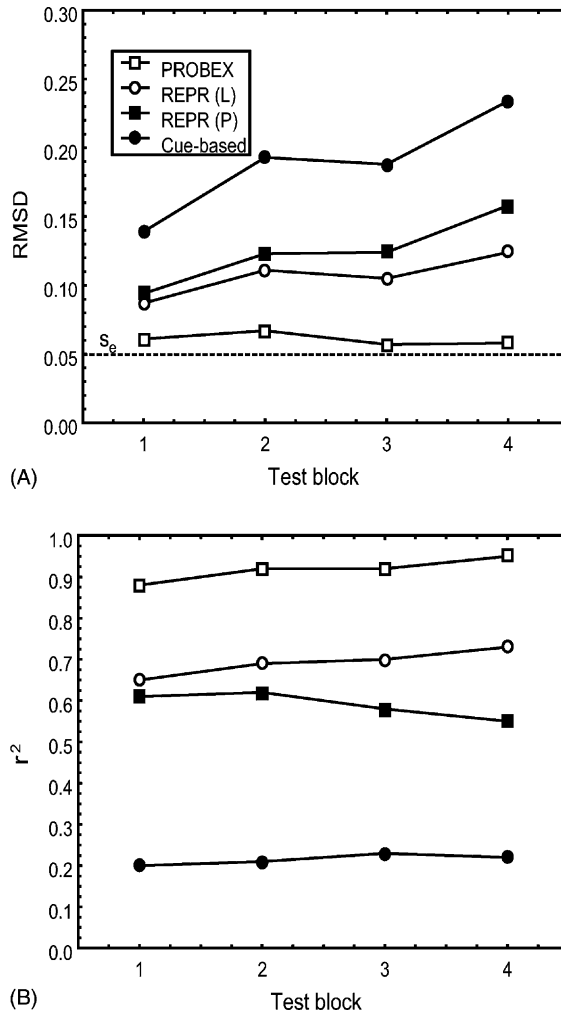 0.30
0.25
0.20
0.15
0.10
0.05
0.00
RMSD
PROBEX
REPR (L)
REPR (P)
Cue-based
se
1 2 3 4
(A)
Test block
1.0
0.9
0.8
0.7
0.6
0.5
0.4
0.3
0.2
0.1
0.0
r²
1 2 3 4
(B)
Test block